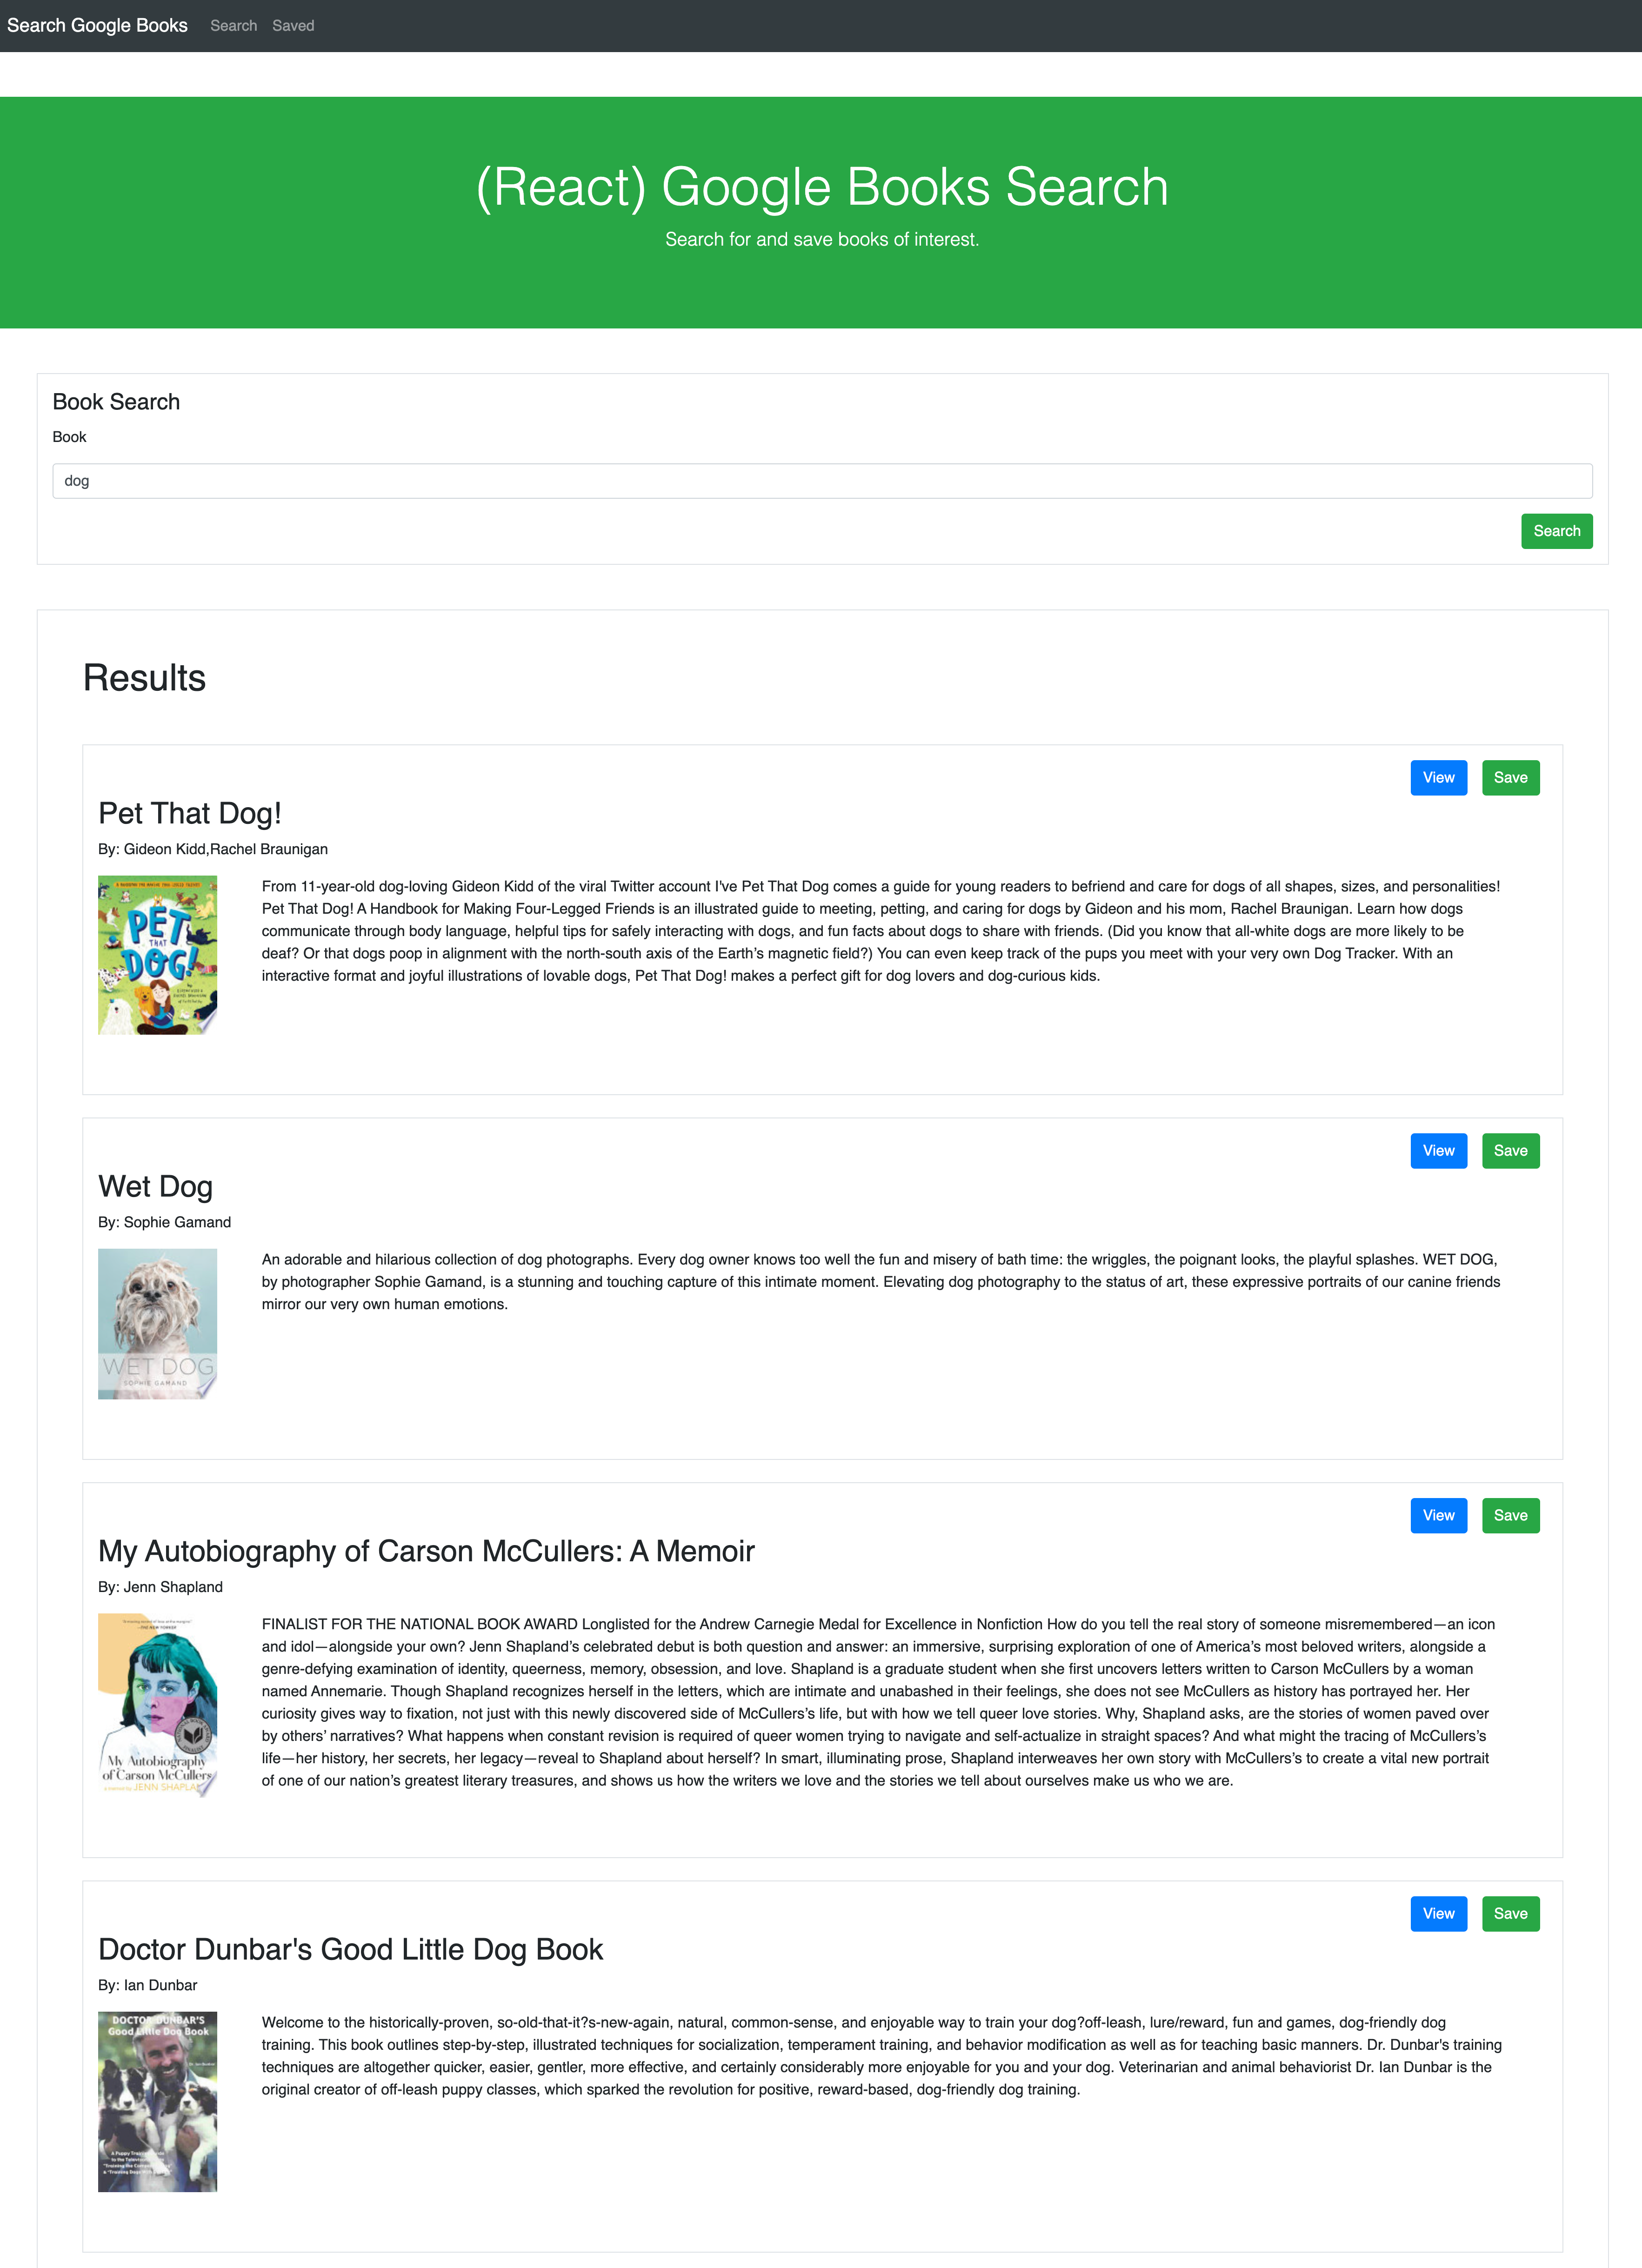 Search Google Books Search Saved
(React) Google Books Search
Search for and save books of interest.
Book Search
Book
dog
Search
Results
View Save
Pet That Dog!
By: Gideon Kidd,Rachel Braunigan
PET
THAT
DOG!
From 11-year-old dog-loving Gideon Kidd of the viral Twitter account I've Pet That Dog comes a guide for young readers to befriend and care for dogs of all shapes, sizes, and personalities!
Pet That Dog! A Handbook for Making Four-Legged Friends is an illustrated guide to meeting, petting, and caring for dogs by Gideon and his mom, Rachel Braunigan. Learn how dogs
communicate through body language, helpful tips for safely interacting with dogs, and fun facts about dogs to share with friends. (Did you know that all-white dogs are more likely to be
deaf? Or that dogs poop in alignment with the north-south axis of the Earth’s magnetic field?) You can even keep track of the pups you meet with your very own Dog Tracker. With an
interactive format and joyful illustrations of lovable dogs, Pet That Dog! makes a perfect gift for dog lovers and dog-curious kids.
View Save
Wet Dog
By: Sophie Gamand
WET DOG
SOPHIE GAMAND
An adorable and hilarious collection of dog photographs. Every dog owner knows too well the fun and misery of bath time: the wriggles, the poignant looks, the playful splashes. WET DOG,
by photographer Sophie Gamand, is a stunning and touching capture of this intimate moment. Elevating dog photography to the status of art, these expressive portraits of our canine friends
mirror our very own human emotions.
View Save
My Autobiography of Carson McCullers: A Memoir
By: Jenn Shapland
My Autobiography
of Carson McCullers
JENN SHAPLA
FINALIST FOR THE NATIONAL BOOK AWARD Longlisted for the Andrew Carnegie Medal for Excellence in Nonfiction How do you tell the real story of someone misremembered—an icon
and idol—alongside your own? Jenn Shapland’s celebrated debut is both question and answer: an immersive, surprising exploration of one of America’s most beloved writers, alongside a
genre-defying examination of identity, queerness, memory, obsession, and love. Shapland is a graduate student when she first uncovers letters written to Carson McCullers by a woman
named Annemarie. Though Shapland recognizes herself in the letters, which are intimate and unabashed in their feelings, she does not see McCullers as history has portrayed her. Her
curiosity gives way to fixation, not just with this newly discovered side of McCullers’s life, but with how we tell queer love stories. Why, Shapland asks, are the stories of women paved over
by others’ narratives? What happens when constant revision is required of queer women trying to navigate and self-actualize in straight spaces? And what might the tracing of McCullers’s
life—her history, her secrets, her legacy—reveal to Shapland about herself? In smart, illuminating prose, Shapland interweaves her own story with McCullers’s to create a vital new portrait
of one of our nation’s greatest literary treasures, and shows us how the writers we love and the stories we tell about ourselves make us who we are.
View Save
Doctor Dunbar's Good Little Dog Book
By: Ian Dunbar
DOCTOR DUNBAR'S
Good Little Dog Book
Welcome to the historically-proven, so-old-that-it?s-new-again, natural, common-sense, and enjoyable way to train your dog?off-leash, lure/reward, fun and games, dog-friendly dog
training. This book outlines step-by-step, illustrated techniques for socialization, temperament training, and behavior modification as well as for teaching basic manners. Dr. Dunbar's training
techniques are altogether quicker, easier, gentler, more effective, and certainly considerably more enjoyable for you and your dog. Veterinarian and animal behaviorist Dr. Ian Dunbar is the
original creator of off-leash puppy classes, which sparked the revolution for positive, reward-based, dog-friendly dog training.